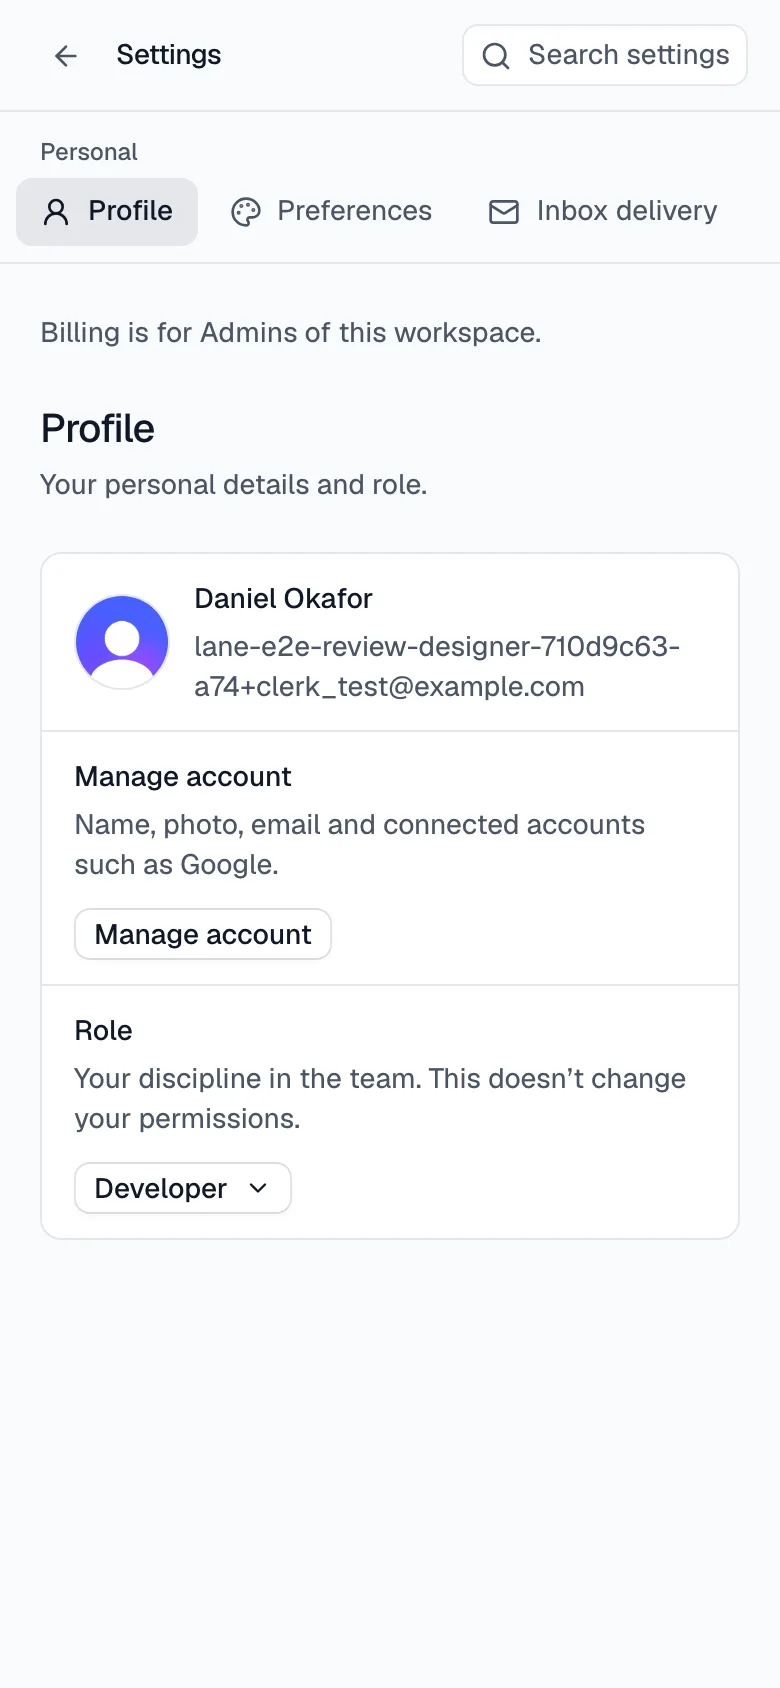 Settings
Search settings
Personal
Profile
Preferences
Inbox delivery
Billing is for Admins of this workspace.
Profile
Your personal details and role.
Daniel Okafor
lane-e2e-review-designer-710d9c63-
a74+clerk_test@example.com
Manage account
Name, photo, email and connected accounts
such as Google.
Manage account
Role
Your discipline in the team. This doesn’t change
your permissions.
Developer